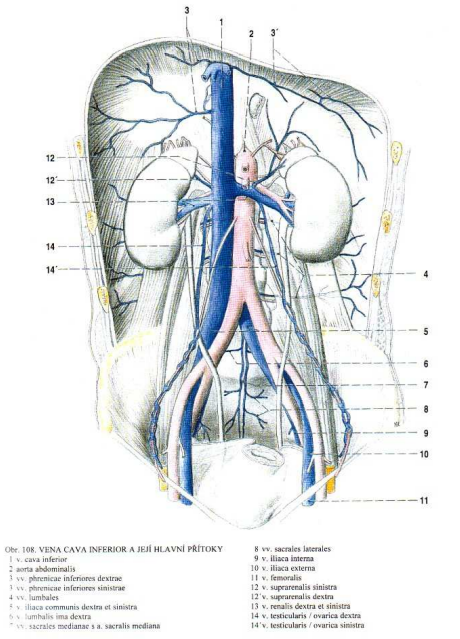 3
1
2
3′
12
12′
13
14
14′
4
5
6
7
8
9
10
11
Obr. 108. VENA CAVA INFERIOR A JEJÍ HLAVNÍ PŘÍTOKY
1 v. cava inferior
2 aorta abdominalis
3 vv. phrenicae inferiores dextrae
3 vv. phrenicae inferiores sinistrae
4 vv. lumbales
5 v. iliaca communis dextra et sinistra
6 v. lumbalis ima dextra
7 vv. sacrales medianae s a. sacralis mediana
8 vv. sacrales laterales
9 v. iliaca interna
10 v. iliaca externa
11 v. femoralis
12 v. suprarenalis sinistra
12′ v. suprarenalis dextra
13 v. renalis dextra et sinistra
14 v. testicularis / ovarica dextra
14′ v. testicularis / ovarica sinistra